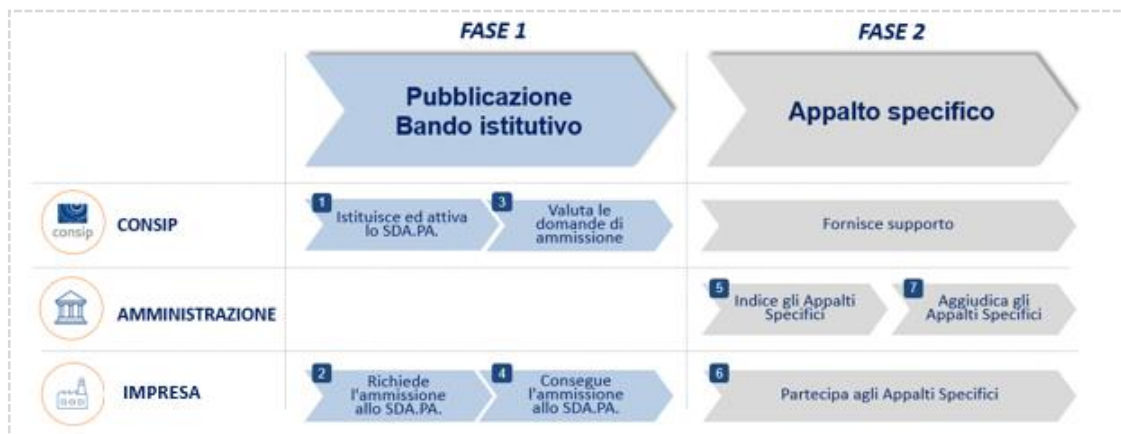 FASE 1
FASE 2
Pubblicazione
Bando istitutivo
Appalto specifico
consip
CONSIP
1
Istituisce ed attiva
lo SDA.PA.
3
Valuta le
domande di
ammissione
Fornisce supporto
AMMINISTRAZIONE
5
Indice gli Appalti
Specifici
7
Aggiudica gli
Appalti Specifici
IMPRESA
2
Richiede
l'ammissione
allo SDA.PA.
4
Consegue
l'ammissione
allo SDA.PA.
6
Partecipa agli Appalti Specifici